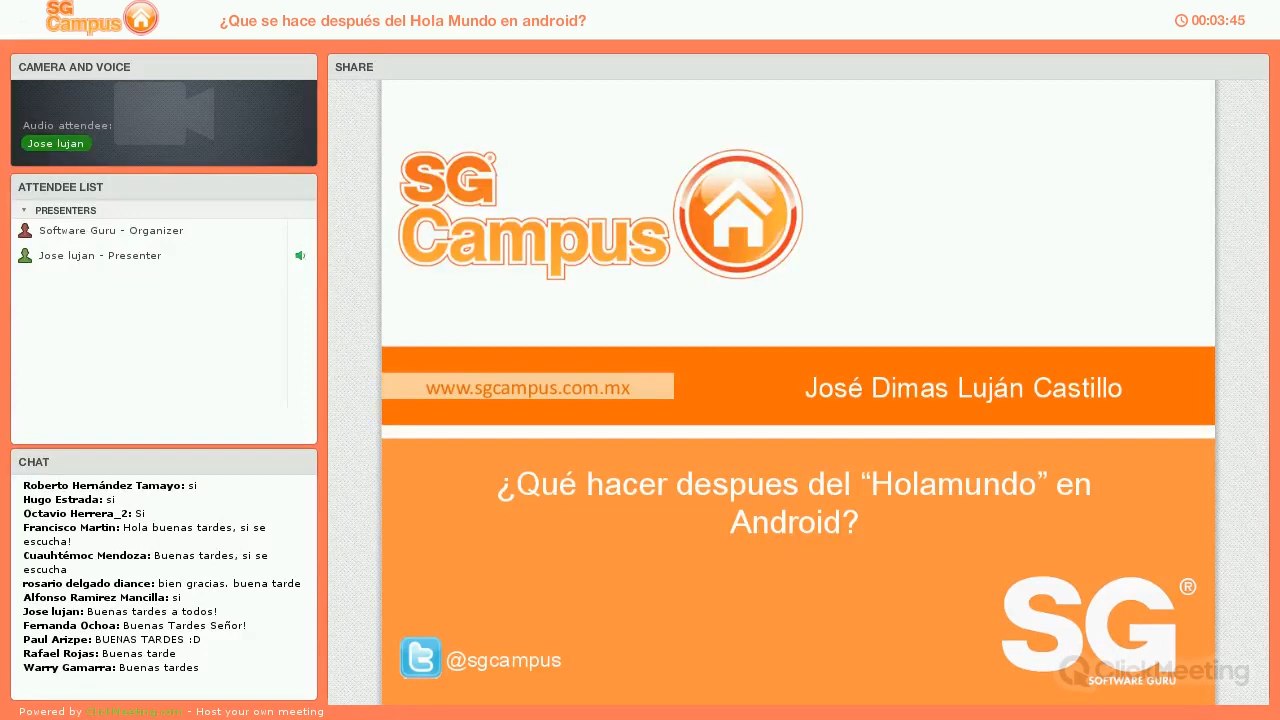 SG
Campus
¿Que se hace después del Hola Mundo en android?
00:03:45
CAMERA AND VOICE
Audio attendee:
Jose lujan
ATTENDEE LIST
PRESENTERS
Software Guru - Organizer
Jose lujan - Presenter
CHAT
Roberto Hernández Tamayo: si
Hugo Estrada: si
Octavio Herrera_2: Si
Francisco Martin: Hola buenas tardes, si se
escucha!
Cuauhtémoc Mendoza: Buenas tardes, si se
escucha
rosario delgado diance: bien gracias. buena tarde
Alfonso Ramirez Mancilla: si
Jose lujan: Buenas tardes a todos!
Fernanda Ochoa: Buenas Tardes Señor!
Paul Arizpe: BUENAS TARDES :D
Rafael Rojas: Buenas tarde
Warry Gamarra: Buenas tardes
Powered by ClickMeeting.com - Host your own meeting
SHARE
SG®
Campus
www.sgcampus.com.mx
José Dimas Luján Castillo
¿Qué hacer despues del “Holamundo” en
Android?
@sgcampus
SG®
SOFTWARE GURU
ClickMeeting